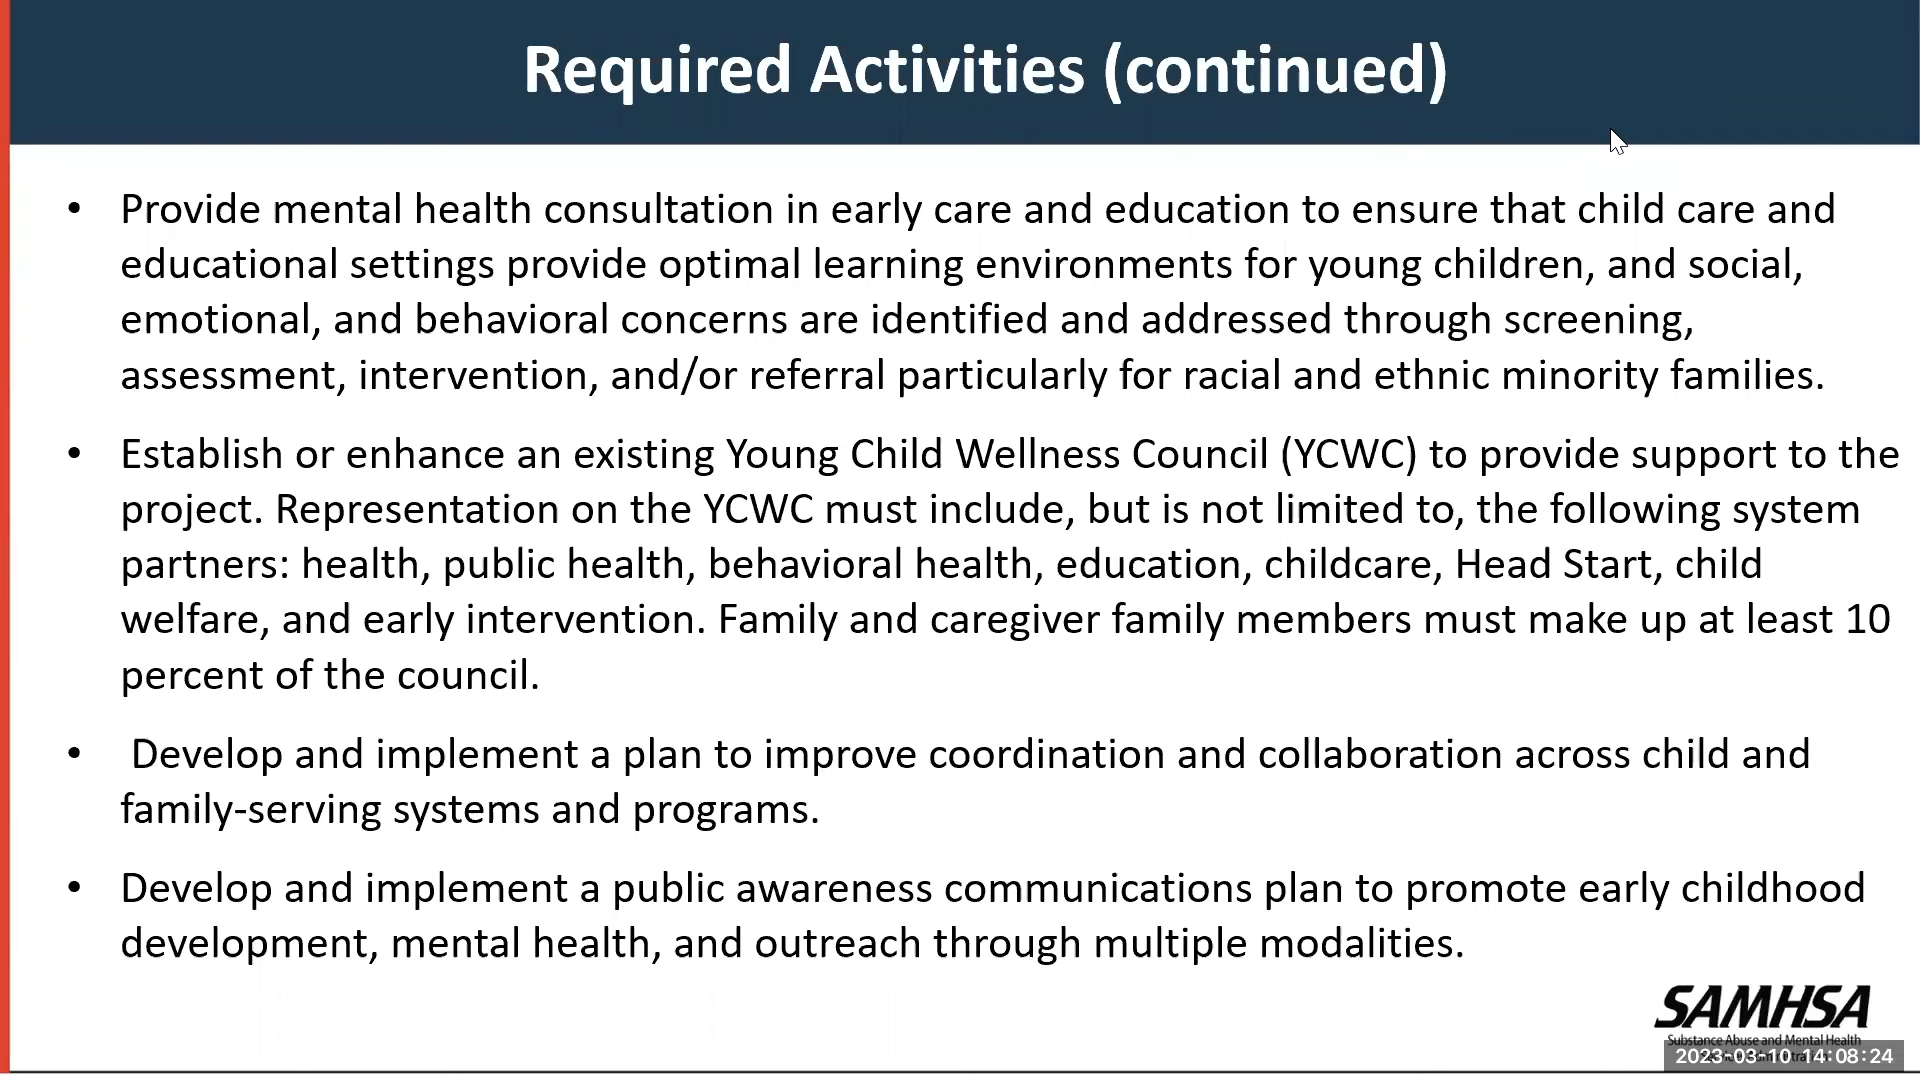 Required Activities (continued)
• Provide mental health consultation in early care and education to ensure that child care and
educational settings provide optimal learning environments for young children, and social,
emotional, and behavioral concerns are identified and addressed through screening,
assessment, intervention, and/or referral particularly for racial and ethnic minority families.
• Establish or enhance an existing Young Child Wellness Council (YCWC) to provide support to the
project. Representation on the YCWC must include, but is not limited to, the following system
partners: health, public health, behavioral health, education, childcare, Head Start, child
welfare, and early intervention. Family and caregiver family members must make up at least 10
percent of the council.
• Develop and implement a plan to improve coordination and collaboration across child and
family-serving systems and programs.
• Develop and implement a public awareness communications plan to promote early childhood
development, mental health, and outreach through multiple modalities.
SAMHSA
Substance Abuse and Mental Health
2023-03-10 14:08:24